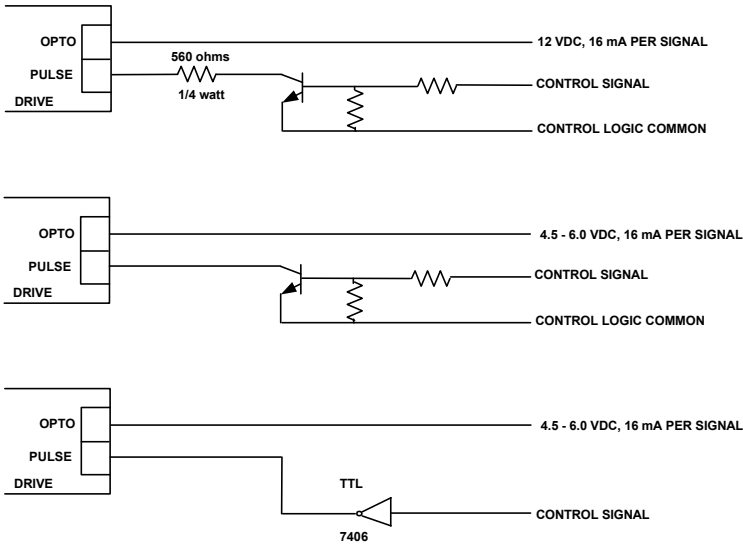 OPTO
12 VDC, 16 mA PER SIGNAL
560 ohms
PULSE
1/4 watt
CONTROL SIGNAL
DRIVE
CONTROL LOGIC COMMON
OPTO
4.5 - 6.0 VDC, 16 mA PER SIGNAL
PULSE
CONTROL SIGNAL
DRIVE
CONTROL LOGIC COMMON
OPTO
4.5 - 6.0 VDC, 16 mA PER SIGNAL
PULSE
DRIVE
TTL
CONTROL SIGNAL
7406